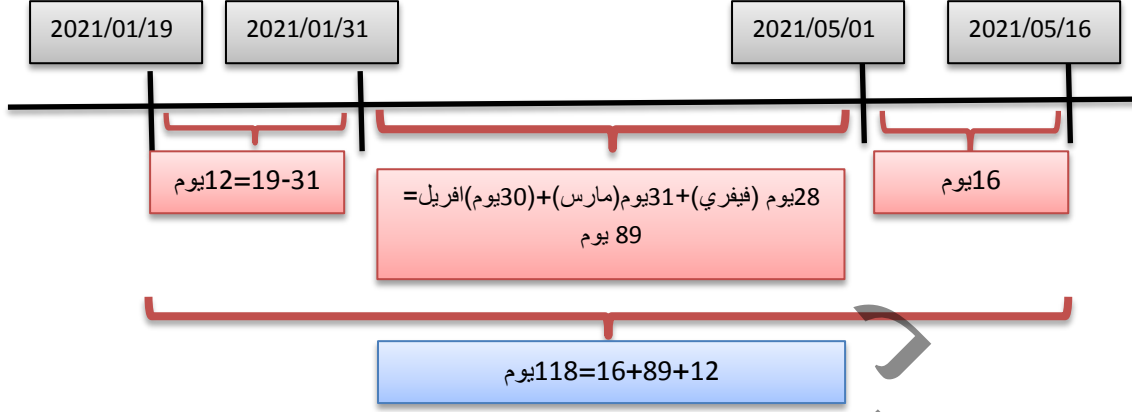 2021/01/19
2021/01/31
2021/05/01
2021/05/16
31-19=12يوم
28يوم (فيفري)+31يوم(مارس)+(30يوم)افريل=
89 يوم
16يوم
12+89+16=118يوم